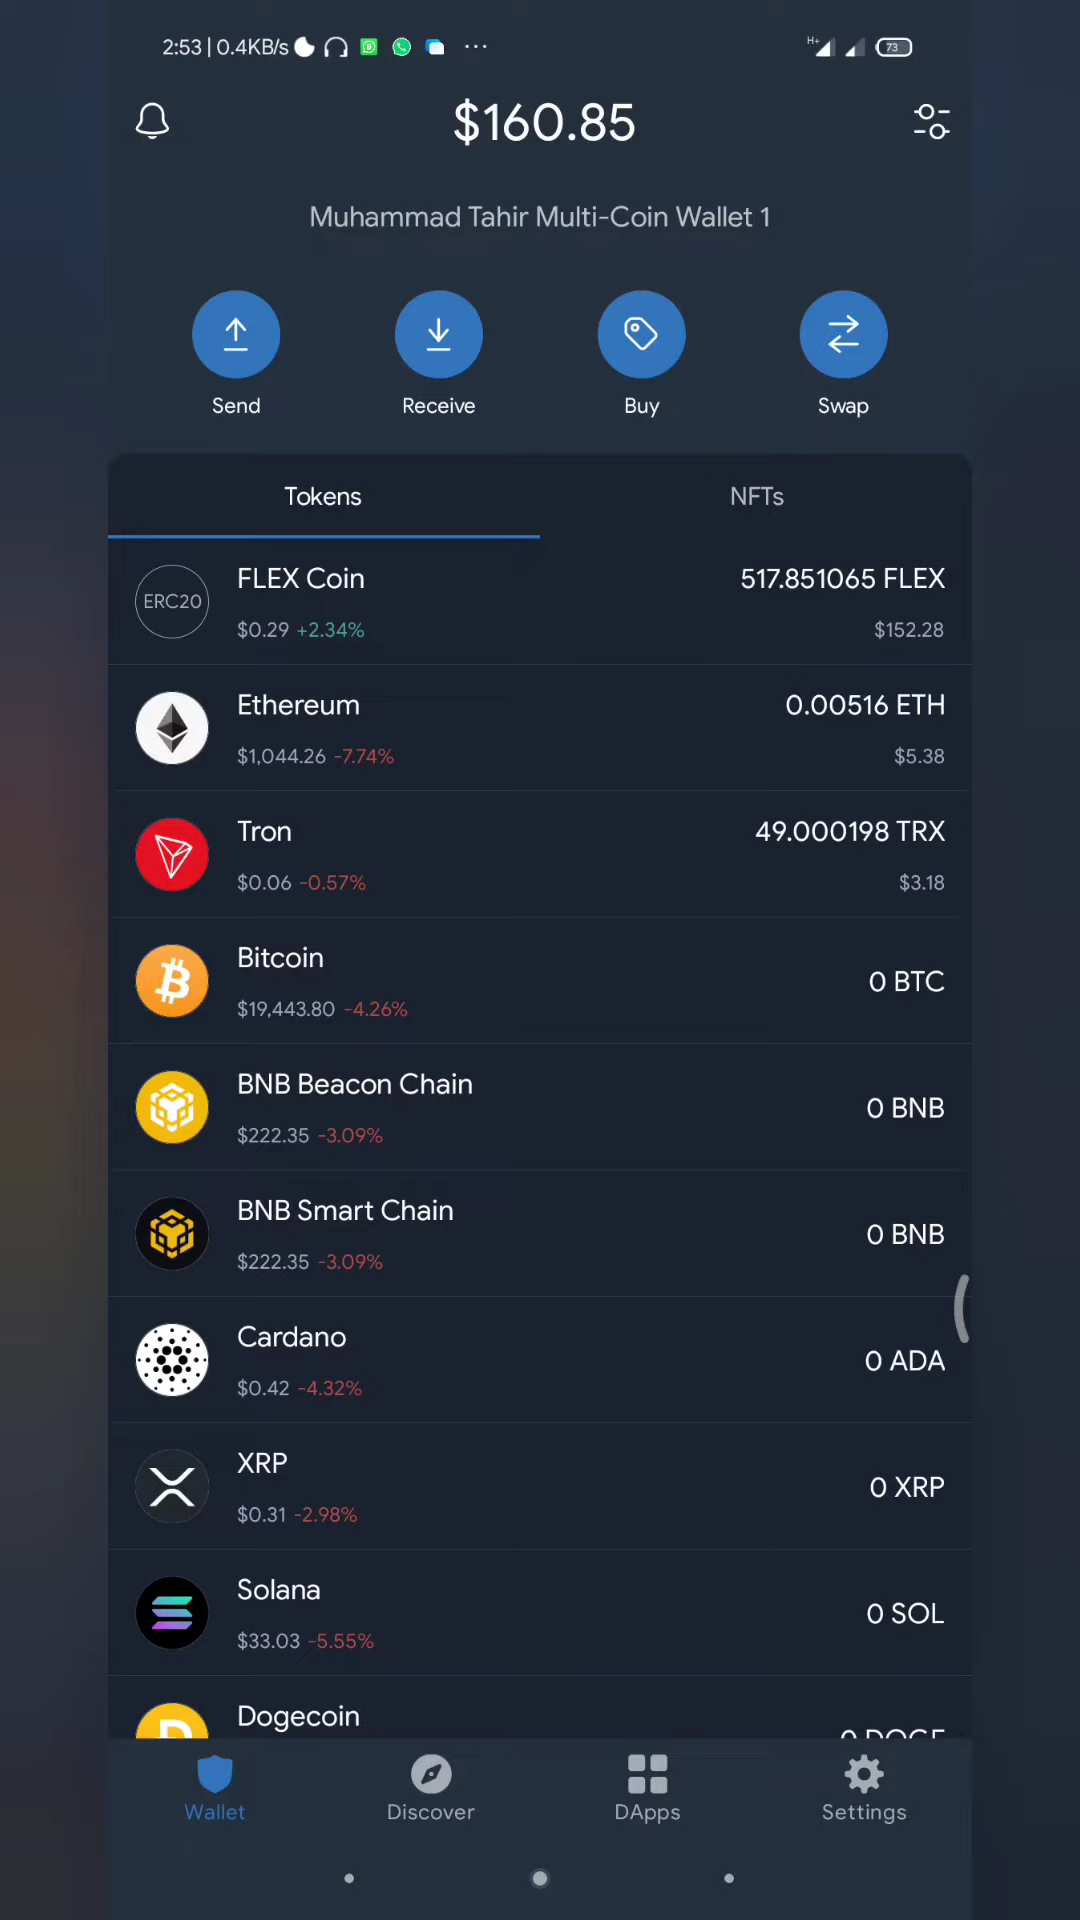 2:53 | 0.4KB/s ... H+ 73
$160.85
Muhammad Tahir Multi-Coin Wallet 1
Send Receive Buy Swap
Tokens NFTs
ERC20 FLEX Coin 517.851065 FLEX
$0.29 +2.34% $152.28
Ethereum 0.00516 ETH
$1,044.26 -7.74% $5.38
Tron 49.000198 TRX
$0.06 -0.57% $3.18
Bitcoin 0 BTC
$19,443.80 -4.26%
BNB Beacon Chain 0 BNB
$222.35 -3.09%
BNB Smart Chain 0 BNB
$222.35 -3.09%
Cardano 0 ADA
$0.42 -4.32%
XRP 0 XRP
$0.31 -2.98%
Solana 0 SOL
$33.03 -5.55%
Dogecoin 0 DOGE
Wallet Discover DApps Settings